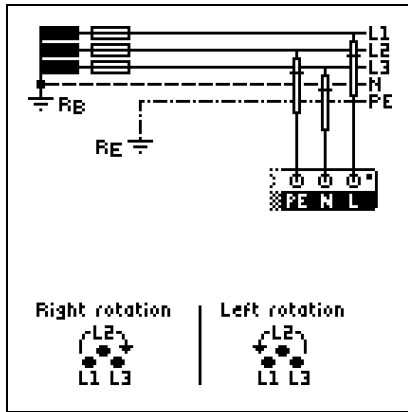 L1
L2
L3
N
PE
RB
RE
PE N L
Right rotation
L2
L1 L3
Left rotation
L2
L1 L3